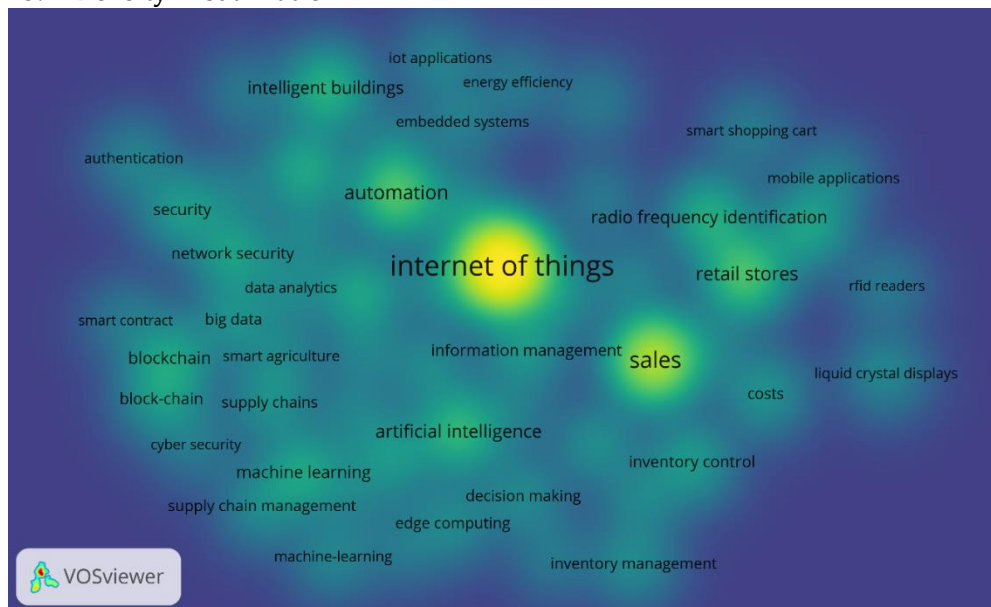 iot applications
intelligent buildings
energy efficiency
embedded systems
smart shopping cart
authentication
mobile applications
automation
security
radio frequency identification
network security
internet of things
retail stores
data analytics
rfid readers
smart contract
big data
information management
blockchain
smart agriculture
sales
liquid crystal displays
costs
block-chain
supply chains
artificial intelligence
cyber security
inventory control
machine learning
decision making
supply chain management
edge computing
machine-learning
inventory management
VOSviewer